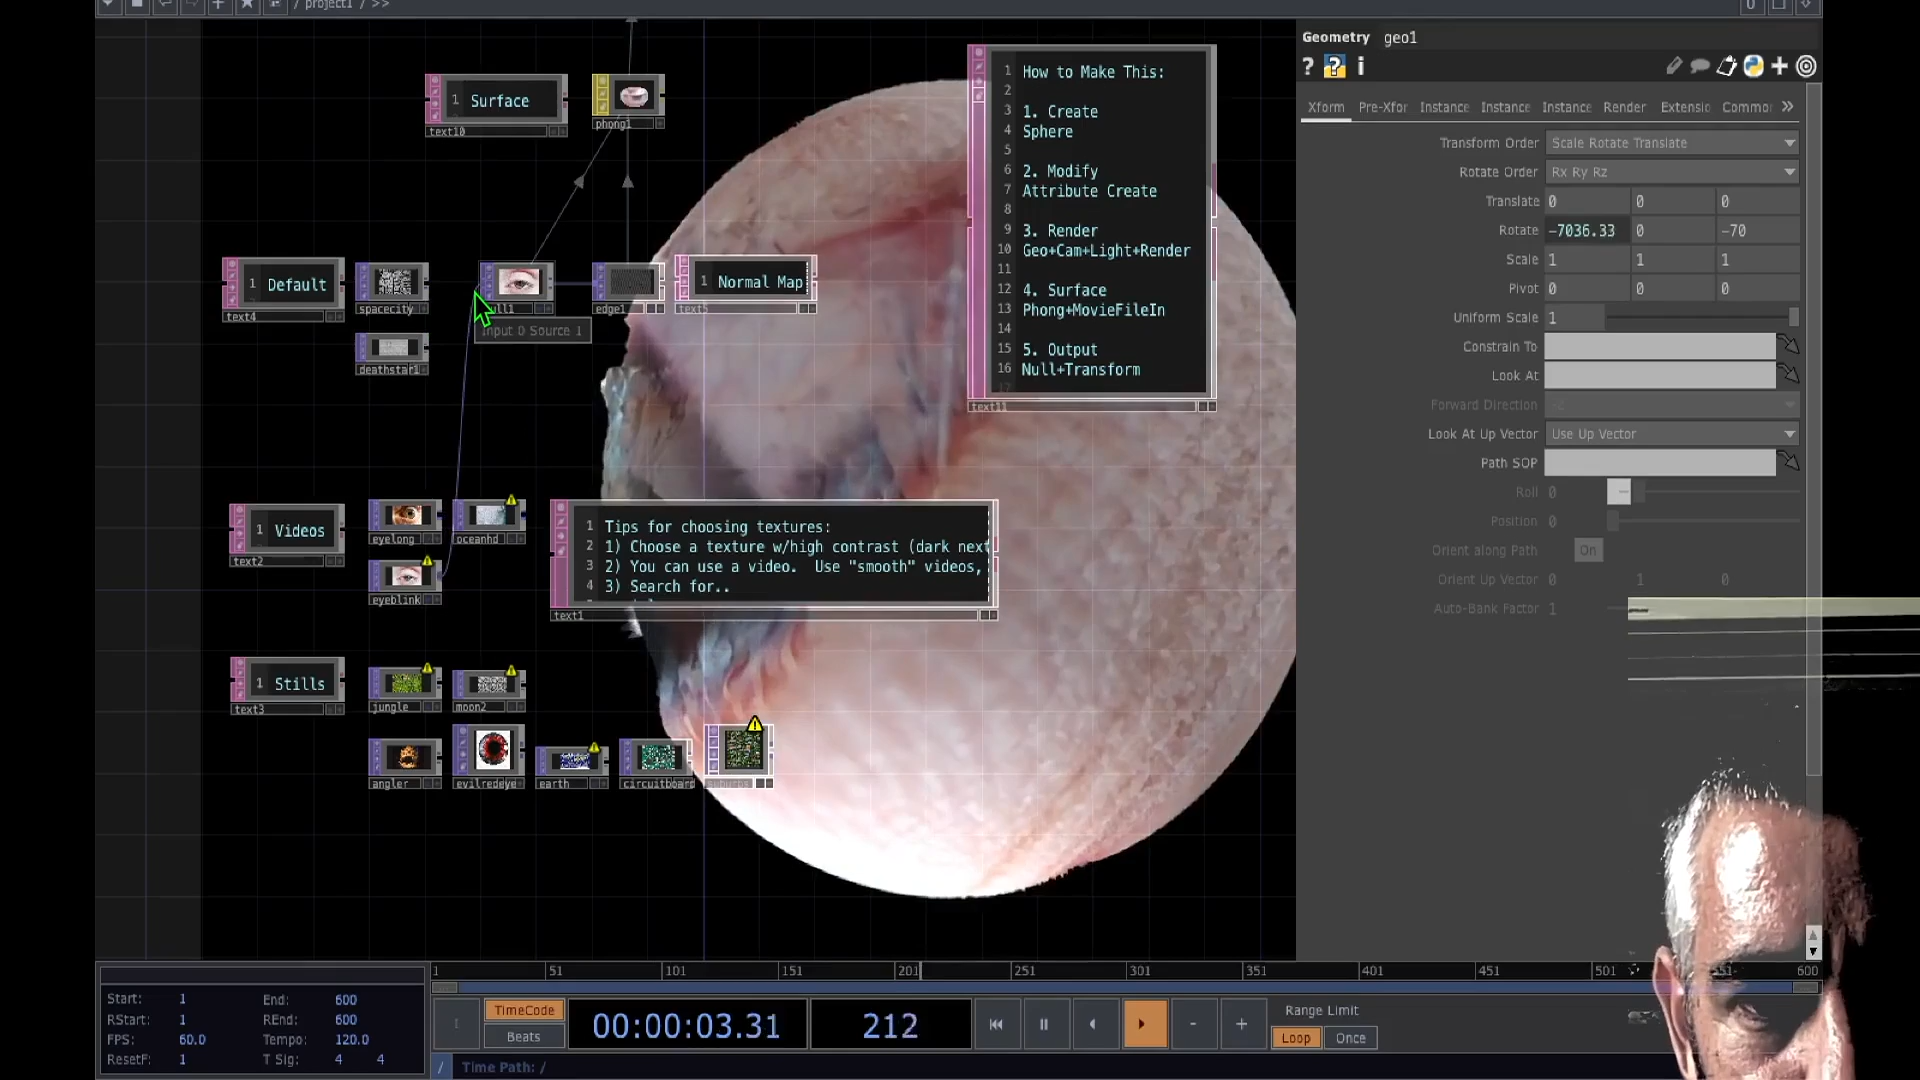 / project1 / >>
Geometry geo1
? ? i
Xform Pre-Xfor Instance Instance Instance Render Extensio Commo >>
Transform Order Scale Rotate Translate
Rotate Order Rx Ry Rz
Translate 0 0 0
Rotate -7036.33 0 -70
Scale 1 1 1
Pivot 0 0 0
Uniform Scale 1
Constrain To
Look At
Forward Direction -Z
Look At Up Vector Use Up Vector
Path SOP
Roll 0
Position 0
Orient along Path On
Orient Up Vector 0 1 0
Auto-Bank Factor 1
1 Surface
text10
phong1
1 How to Make This:
2
3 1. Create
4 Sphere
5
6 2. Modify
7 Attribute Create
8
9 3. Render
10 Geo+Cam+Light+Render
11
12 4. Surface
13 Phong+MovieFileIn
14
15 5. Output
16 Null+Transform
17
text11
1 Default
text4
spacecity
deathstar1
Input 0 Source 1
edge1
1 Normal Map
text5
1 Videos
text2
eyelong
oceanhd
eyeblink
1 Tips for choosing textures:
2 1) Choose a texture w/high contrast (dark next
3 2) You can use a video. Use "smooth" videos,
4 3) Search for..
text1
1 Stills
text3
jungle
moon2
angler
evilredeye
earth
circuitboard
1 51 101 151 201 251 301 351 401 451 501 551 600
Start: 1 End: 600
RStart: 1 REnd: 600
FPS: 60.0 Tempo: 120.0
ResetF: 1 T Sig: 4 4
TimeCode
Beats
00:00:03.31
212
- +
Range Limit
Loop Once
/ Time Path: /